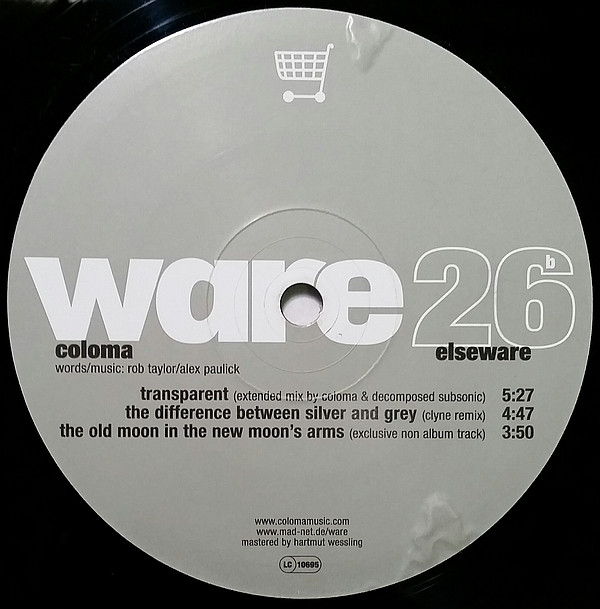 ware 26 b
coloma elseware
words/music: rob taylor/alex paulick
transparent (extended mix by coloma & decomposed subsonic) 5:27
the difference between silver and grey (clyne remix) 4:47
the old moon in the new moon's arms (exclusive non album track) 3:50
www.colomamusic.com
www.mad-net.de/ware
mastered by hartmut wessling
LC 10695